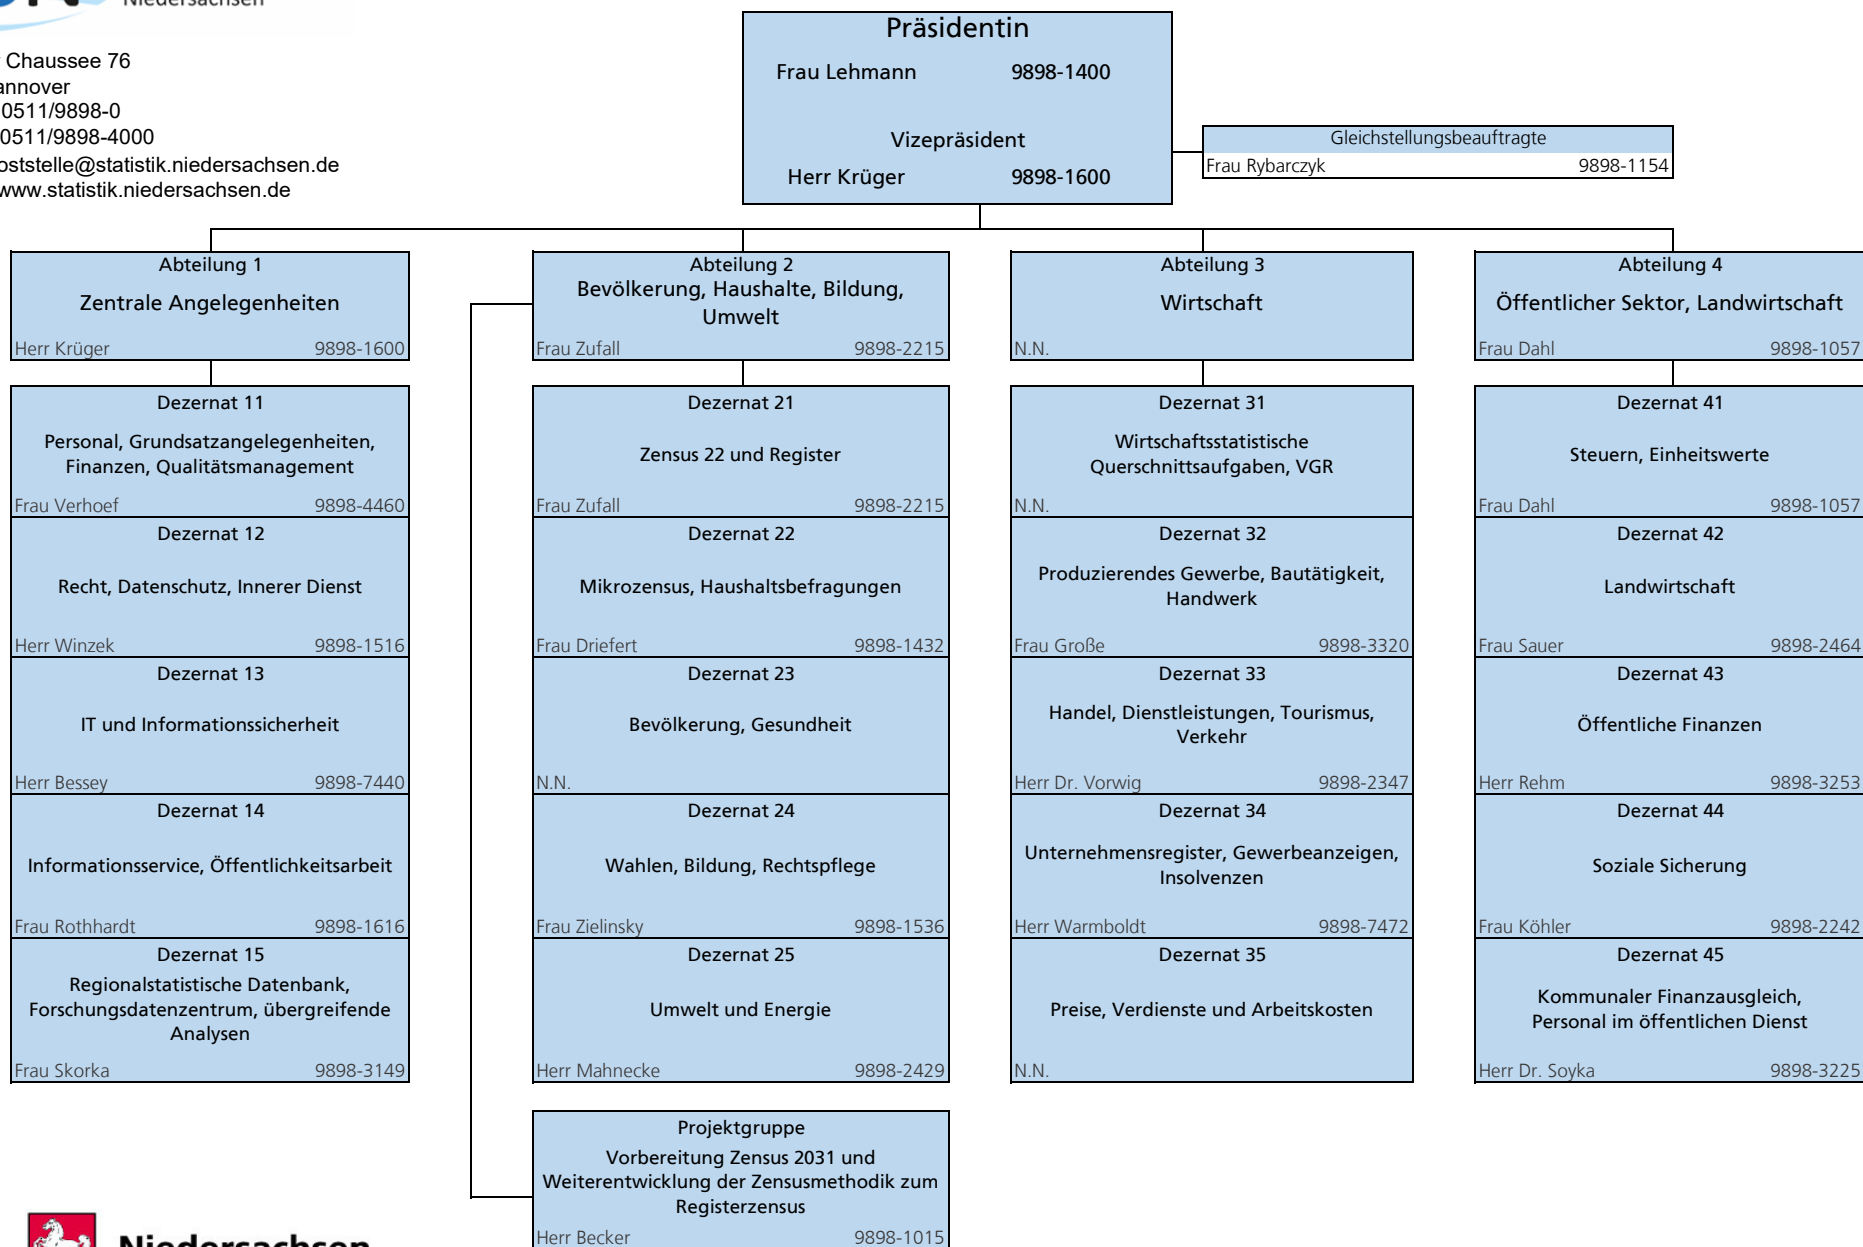 Niedersachsen
Chaussee 76
0511/9898-0
0511/9898-4000
www.statistik.niedersachsen.de
Präsidentin
Frau Lehmann 9898-1400
Vizepräsident
Herr Krüger 9898-1600
Gleichstellungsbeauftragte
Frau Rybarczyk 9898-1154
Abteilung 1
Zentrale Angelegenheiten
Herr Krüger 9898-1600
Dezernat 11
Personal, Grundsatzangelegenheiten,
Finanzen, Qualitätsmanagement
Frau Verhoef 9898-4460
Dezernat 12
Recht, Datenschutz, Innerer Dienst
Herr Winzek 9898-1516
Dezernat 13
IT und Informationssicherheit
Herr Bessey 9898-7440
Dezernat 14
Informationsservice, Öffentlichkeitsarbeit
Frau Rothhardt 9898-1616
Dezernat 15
Regionalstatistische Datenbank,
Forschungsdatenzentrum, übergreifende
Analysen
Frau Skorka 9898-3149
Abteilung 2
Bevölkerung, Haushalte, Bildung,
Umwelt
Frau Zufall 9898-2215
Dezernat 21
Zensus 22 und Register
Frau Zufall 9898-2215
Dezernat 22
Mikrozensus, Haushaltsbefragungen
Frau Driefert 9898-1432
Dezernat 23
Bevölkerung, Gesundheit
N.N.
Dezernat 24
Wahlen, Bildung, Rechtspflege
Frau Zielinsky 9898-1536
Dezernat 25
Umwelt und Energie
Herr Mahnecke 9898-2429
Projektgruppe
Vorbereitung Zensus 2031 und
Weiterentwicklung der Zensusmethodik zum
Registerzensus
Herr Becker 9898-1015
Abteilung 3
Wirtschaft
N.N.
Dezernat 31
Wirtschaftsstatistische
Querschnittsaufgaben, VGR
N.N.
Dezernat 32
Produzierendes Gewerbe, Bautätigkeit,
Handwerk
Frau Große 9898-3320
Dezernat 33
Handel, Dienstleistungen, Tourismus,
Verkehr
Herr Dr. Vorwig 9898-2347
Dezernat 34
Unternehmensregister, Gewerbeanzeigen,
Insolvenzen
Herr Warmboldt 9898-7472
Dezernat 35
Preise, Verdienste und Arbeitskosten
N.N.
Abteilung 4
Öffentlicher Sektor, Landwirtschaft
Frau Dahl 9898-1057
Dezernat 41
Steuern, Einheitswerte
Frau Dahl 9898-1057
Dezernat 42
Landwirtschaft
Frau Sauer 9898-2464
Dezernat 43
Öffentliche Finanzen
Herr Rehm 9898-3253
Dezernat 44
Soziale Sicherung
Frau Köhler 9898-2242
Dezernat 45
Kommunaler Finanzausgleich,
Personal im öffentlichen Dienst
Herr Dr. Soyka 9898-3225
Niedersachsen